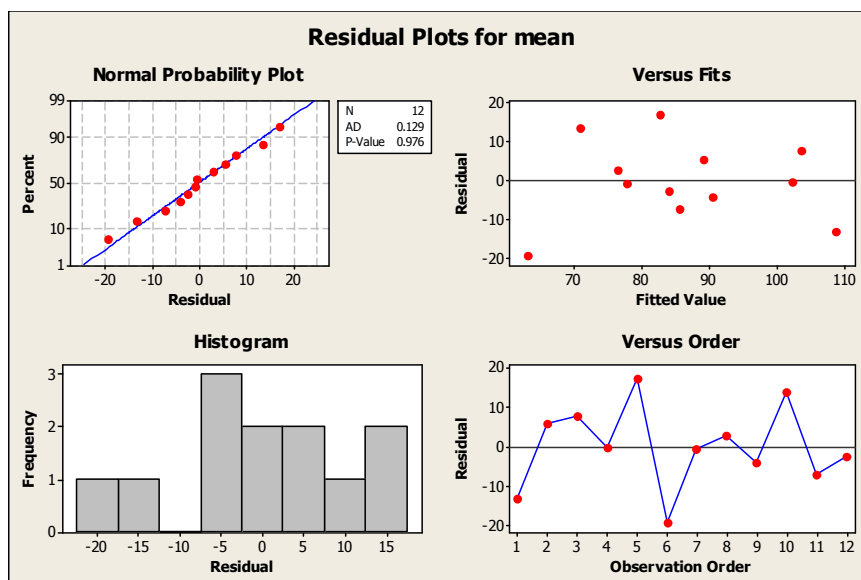 Residual Plots for mean
Normal Probability Plot
99
90
50
10
1
Percent
-20 -10 0 10 20
Residual
N 12
AD 0.129
P-Value 0.976
Versus Fits
20
10
0
-10
-20
Residual
70 80 90 100 110
Fitted Value
Histogram
3
2
1
0
Frequency
-20 -15 -10 -5 0 5 10 15
Residual
Versus Order
20
10
0
-10
-20
Residual
1 2 3 4 5 6 7 8 9 10 11 12
Observation Order